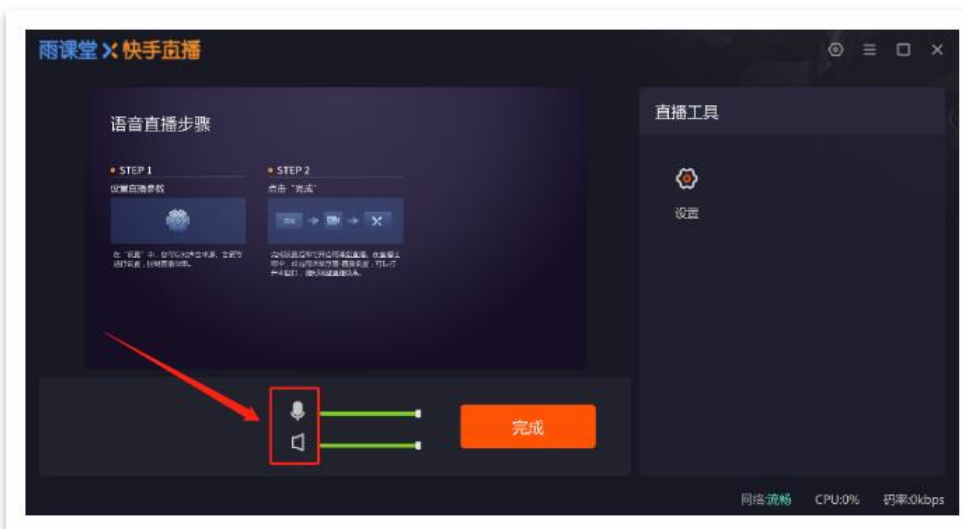 雨课堂 X 快手直播
直播工具
语音直播步骤
STEP 1
设置直播参数
STEP 2
点击“完成”
设置
完成
网络:流畅
CPU:0%
码率:0kbps